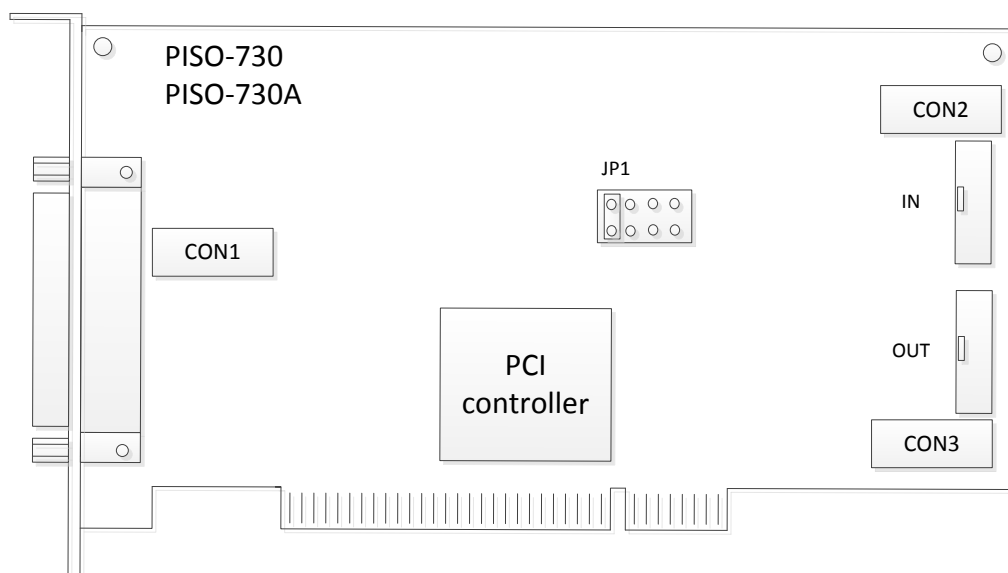 PISO-730
PISO-730A
CON2
JP1
IN
CON1
OUT
PCI
controller
CON3